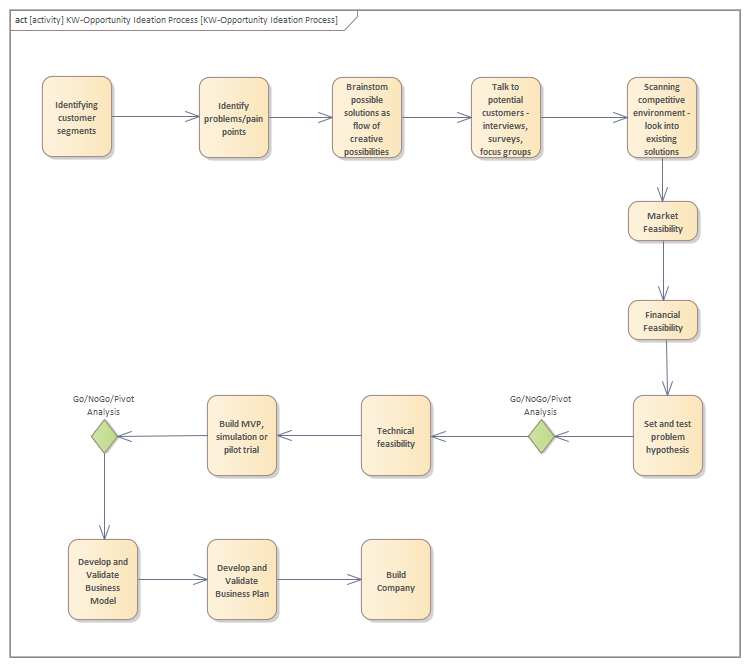 act [activity] KW-Opportunity Ideation Process [KW-Opportunity Ideation Process]
Identifying
customer
segments
Identify
problems/pain
points
Brainstom
possible
solutions as
flow of
creative
possibilities
Talk to
potential
customers -
interviews,
surveys,
focus groups
Scanning
competitive
environment -
look into
existing
solutions
Market
Feasibility
Financial
Feasibility
Set and test
problem
hypothesis
Go/NoGo/Pivot
Analysis
Technical
feasibility
Build MVP,
simulation or
pilot trial
Go/NoGo/Pivot
Analysis
Develop and
Validate
Business
Model
Develop and
Validate
Business Plan
Build
Company